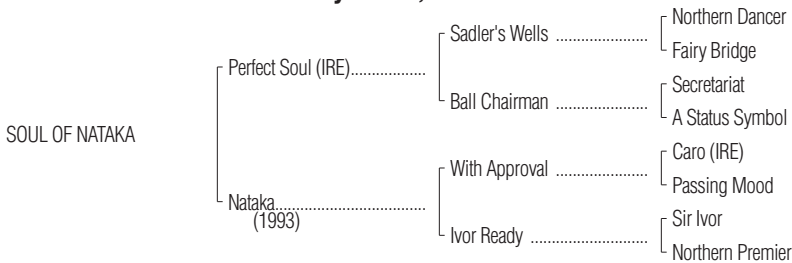 Northern Dancer
Sadler's Wells ....................
Fairy Bridge
Perfect Soul (IRE)..................
Secretariat
Ball Chairman ....................
A Status Symbol
SOUL OF NATAKA
Caro (IRE)
With Approval ....................
Passing Mood
Nataka....................................
(1993)
Sir Ivor
Ivor Ready .........................
Northern Premier